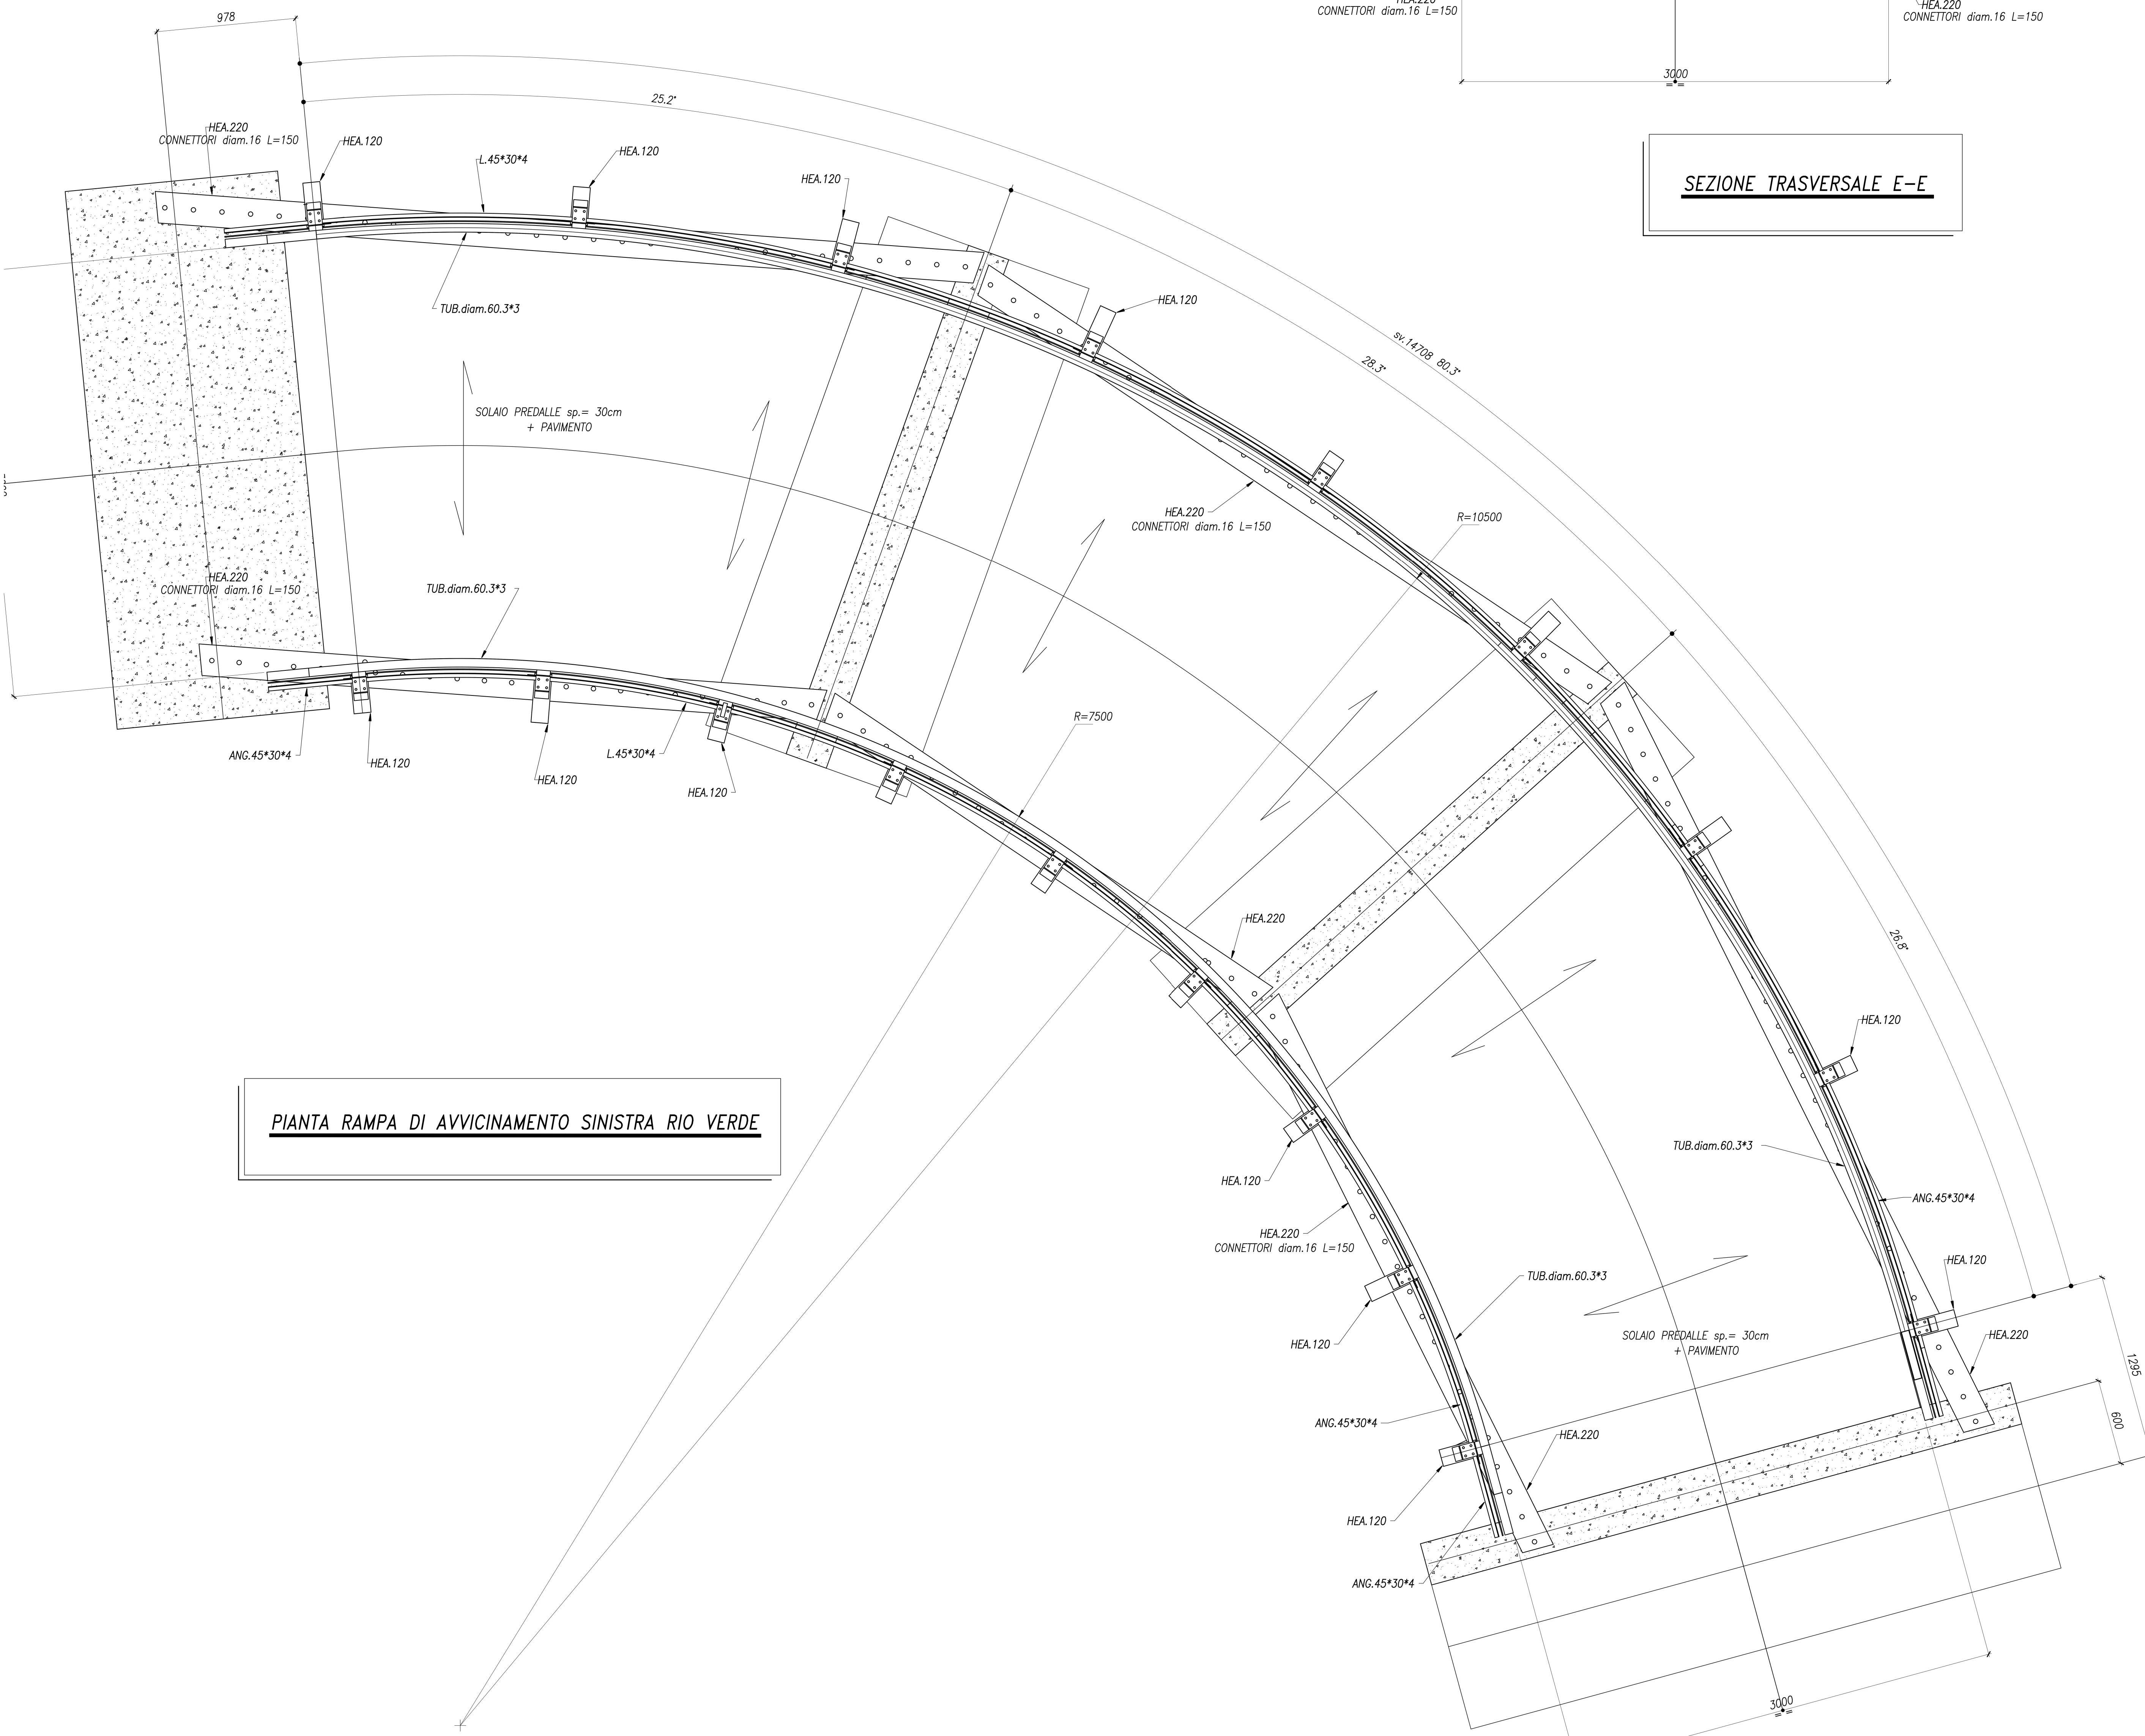 978
HEA.220
CONNETTORI diam.16 L=150
HEA.220
CONNETTORI diam.16 L=150
3000
SEZIONE TRASVERSALE E-E
25.2°
HEA.220
CONNETTORI diam.16 L=150
HEA.120
L.45*30*4
HEA.120
HEA.120
HEA.120
TUB.diam.60.3*3
SOLAIO PREDALLE sp.= 30cm
+ PAVIMENTO
sv.14708 80.3°
28.3°
HEA.220
CONNETTORI diam.16 L=150
R=10500
HEA.220
CONNETTORI diam.16 L=150
TUB.diam.60.3*3
R=7500
ANG.45*30*4
HEA.120
HEA.120
L.45*30*4
HEA.120
HEA.220
26.8°
HEA.120
PIANTA RAMPA DI AVVICINAMENTO SINISTRA RIO VERDE
TUB.diam.60.3*3
HEA.120
ANG.45*30*4
HEA.220
CONNETTORI diam.16 L=150
HEA.120
TUB.diam.60.3*3
HEA.120
SOLAIO PREDALLE sp.= 30cm
+ PAVIMENTO
HEA.220
1295
600
ANG.45*30*4
HEA.220
HEA.120
ANG.45*30*4
3000